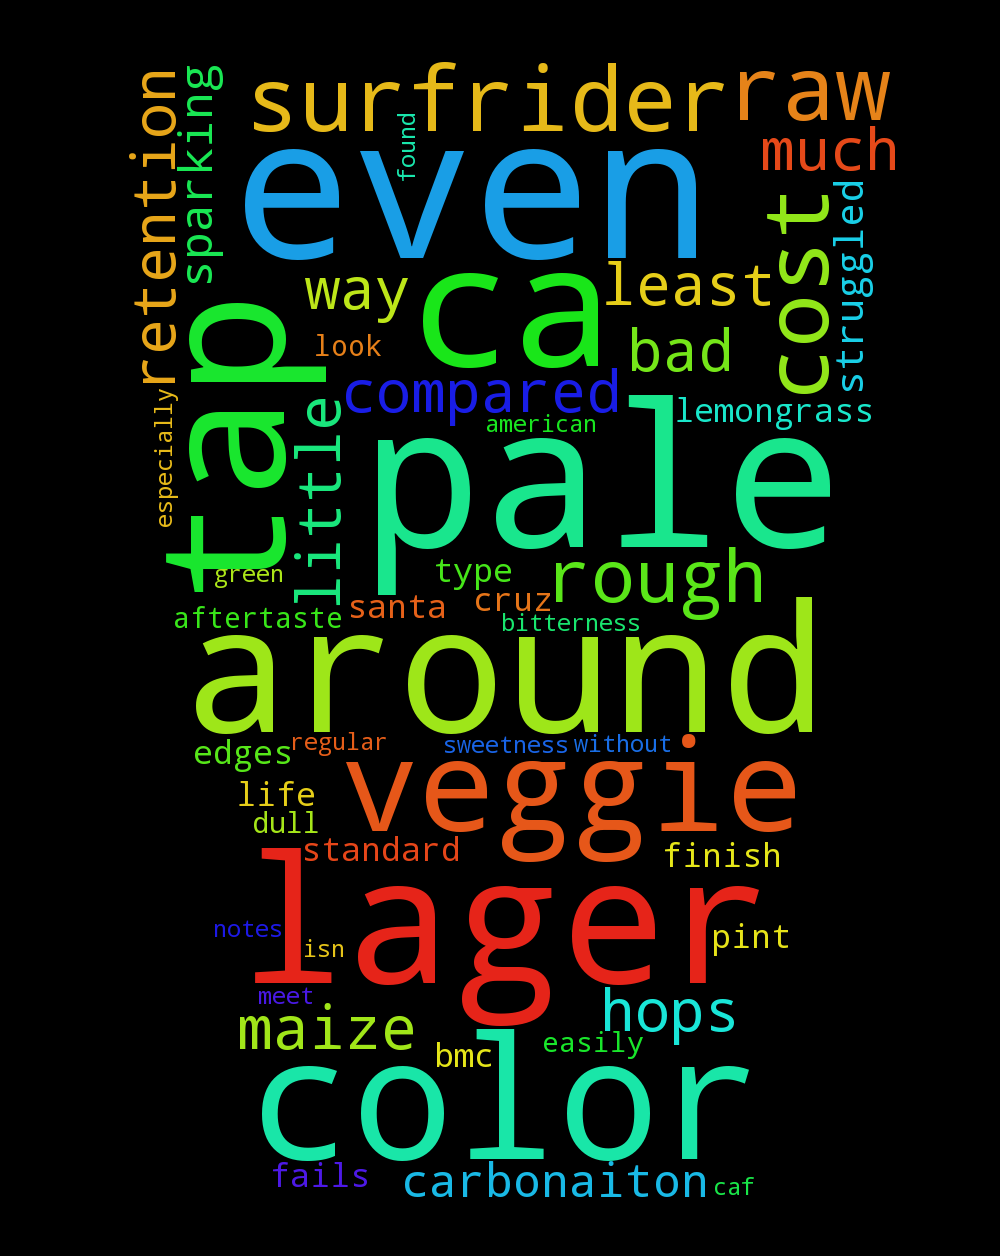 surfrider
raw
retention
sparking
found
much
even
cost
struggled
way
ca
least
tap
look
bad
compared
little
especially
american
lemongrass
pale
green
type
rough
aftertaste
santa
cruz
bitterness
around
edges
regular
sweetness
without
veggie
life
dull
standard
finish
lager
notes
isn
pint
meet
maize
hops
bmc
easily
color
fails
carbonaiton
caf